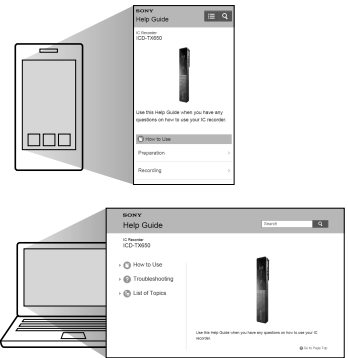 SONY
Help Guide
IC Recorder
ICD-TX650
Use this Help Guide when you have any
questions on how to use your IC recorder.
How to Use
Preparation
Recording
SONY
Help Guide
Search
IC Recorder
ICD-TX650
How to Use
Troubleshooting
List of Topics
Use this Help Guide when you have any questions on how to use your IC
recorder.
Go to Page Top